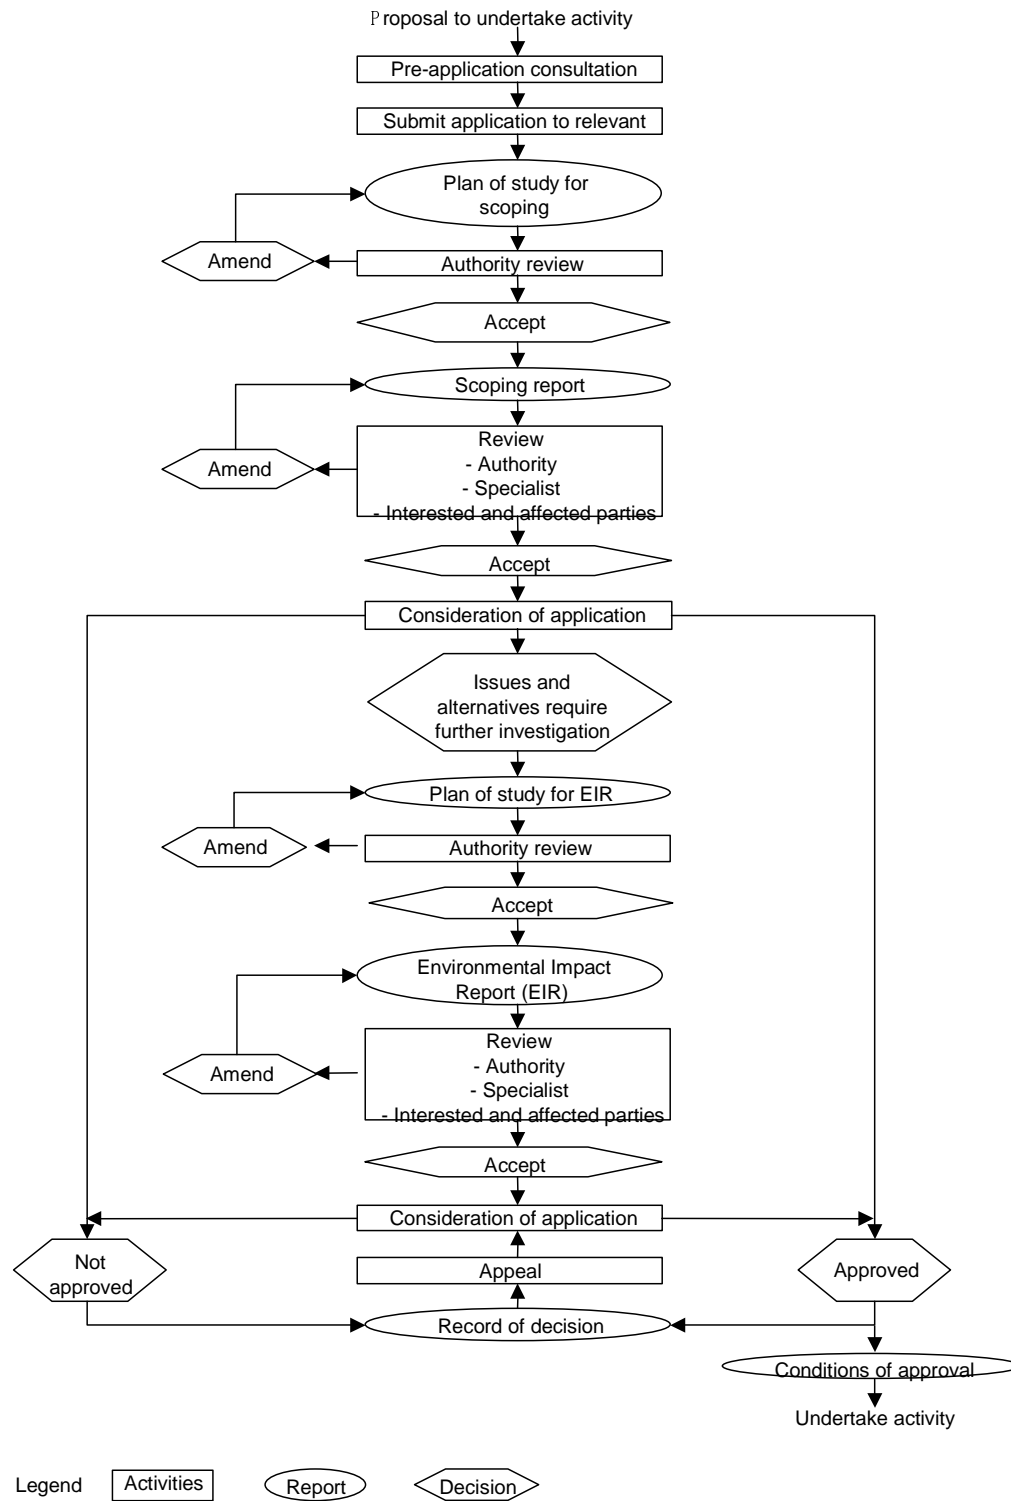 Proposal to undertake activity
Pre-application consultation
Submit application to relevant
Plan of study for
scoping
Amend
Authority review
Accept
Scoping report
Review
- Authority
- Specialist
- Interested and affected parties
Amend
Accept
Consideration of application
Issues and
alternatives require
further investigation
Plan of study for EIR
Amend
Authority review
Accept
Environmental Impact
Report (EIR)
Review
- Authority
- Specialist
- Interested and affected parties
Amend
Accept
Consideration of application
Not
approved
Appeal
Approved
Record of decision
Conditions of approval
Undertake activity
Legend
Activities
Report
Decision